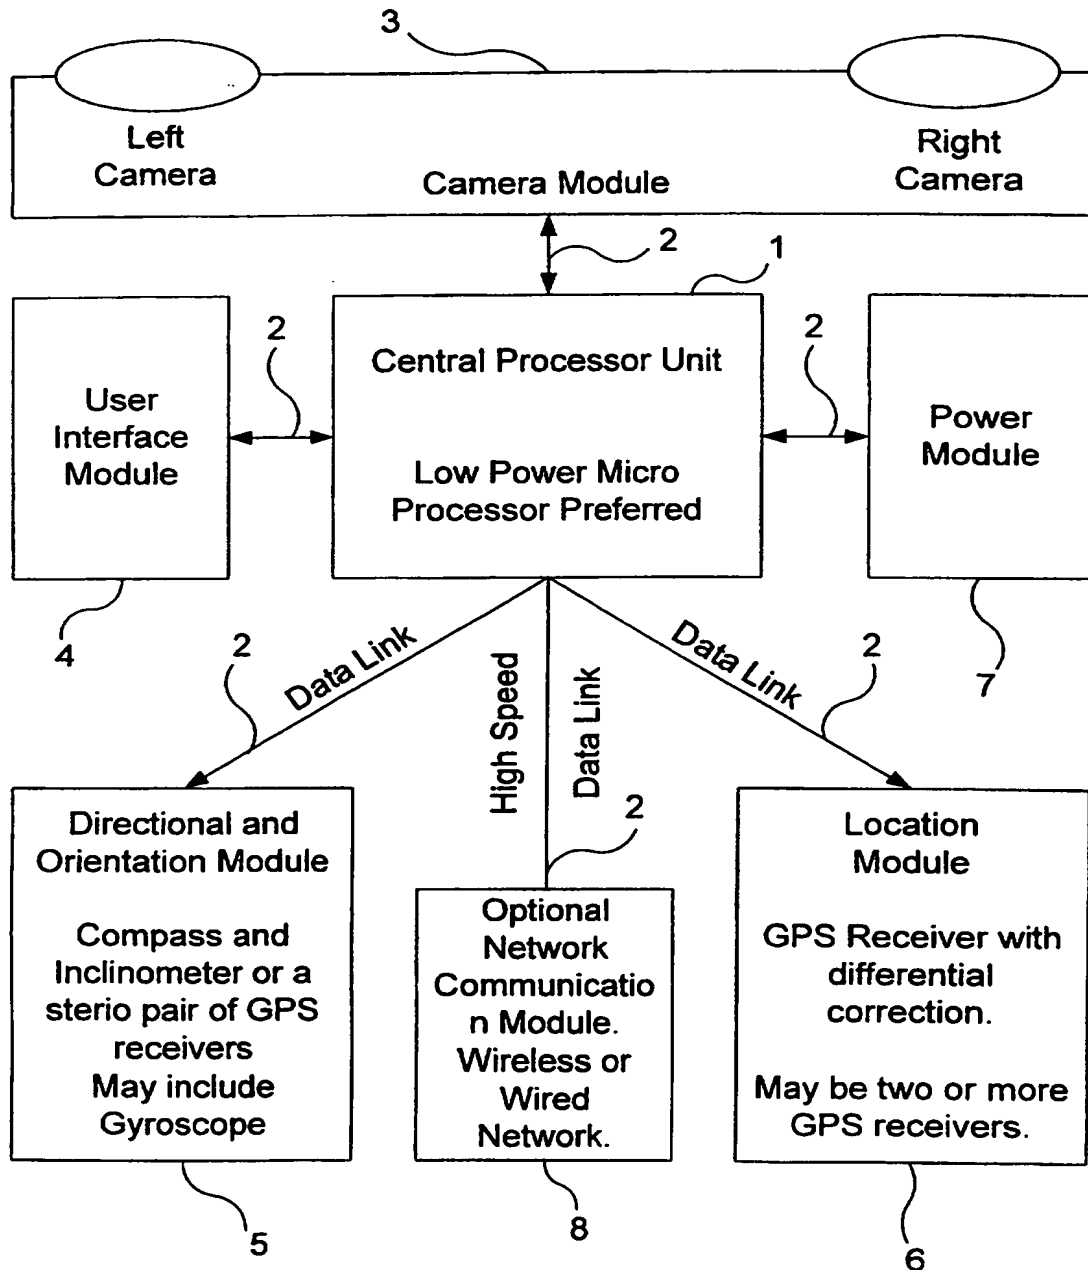 3
Left
Camera
Right
Camera
Camera Module
2
1
2
2
User
Interface
Module
Central Processor Unit
Low Power Micro
Processor Preferred
Power
Module
4
2
Data Link
High Speed
Data Link
Data Link
2
7
2
Directional and
Orientation Module
Compass and
Inclinometer or a
sterio pair of GPS
receivers
May include
Gyroscope
Optional
Network
Communicatio
n Module.
Wireless or
Wired
Network.
Location
Module
GPS Receiver with
differential
correction.
May be two or more
GPS receivers.
5
8
6